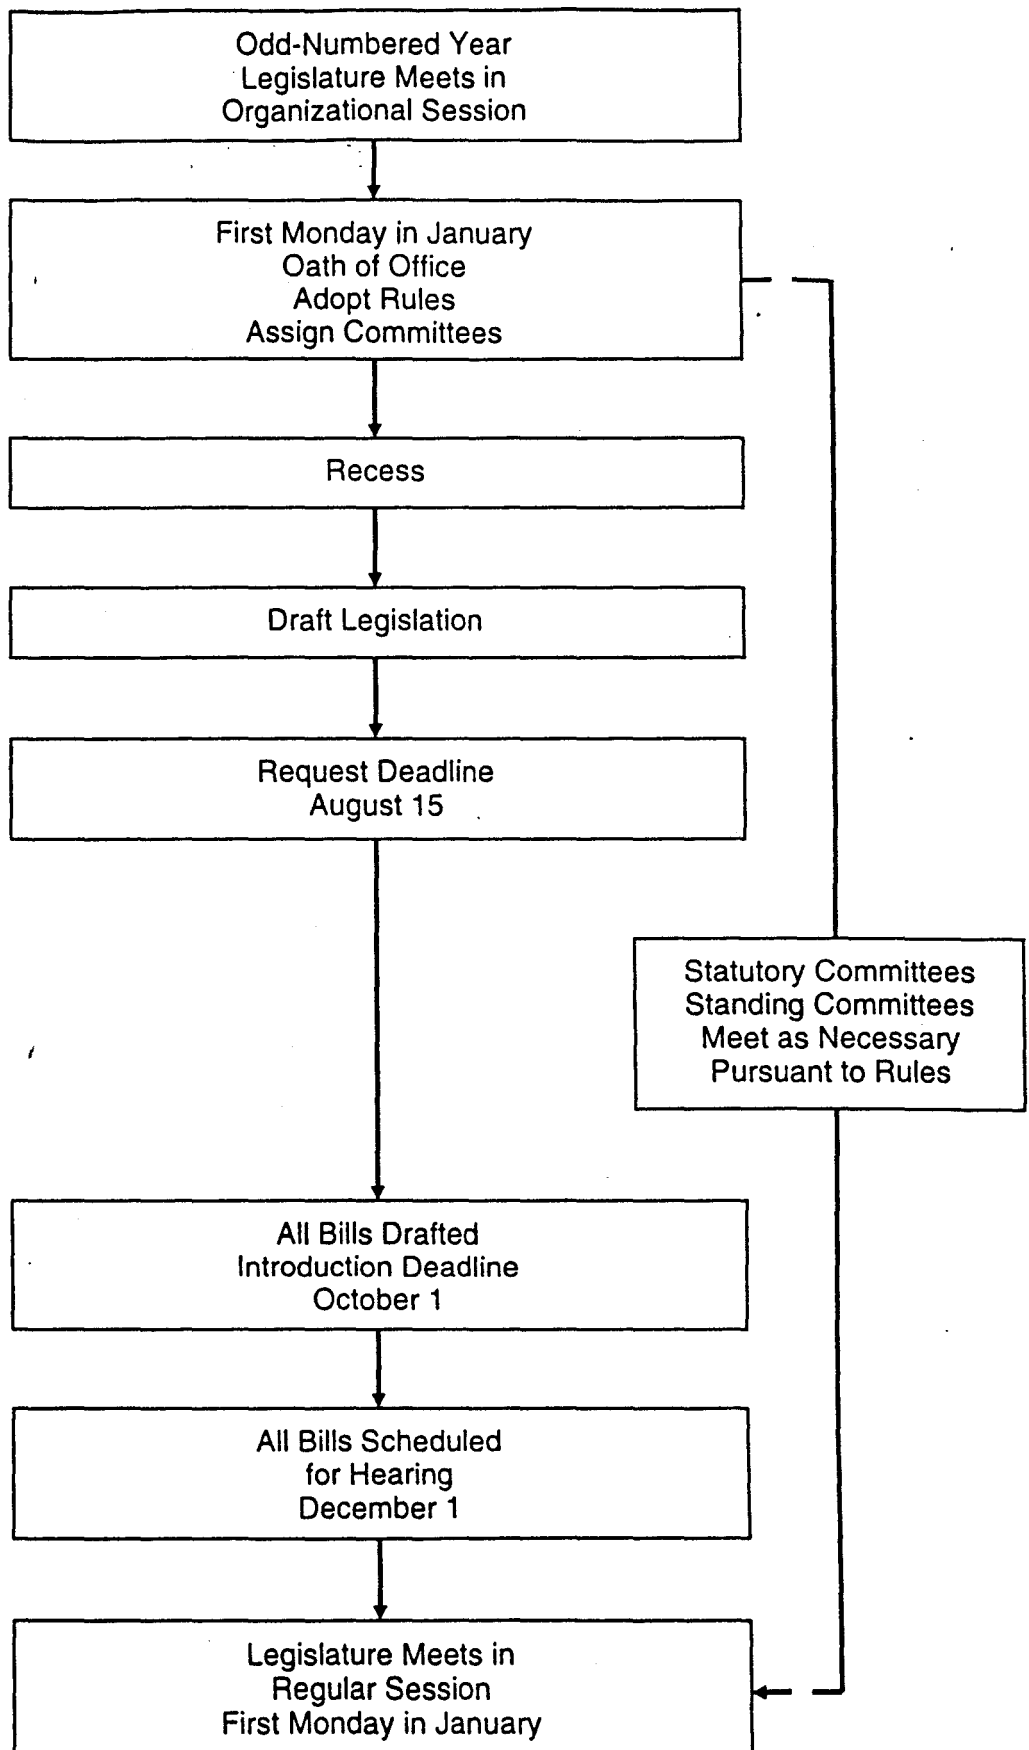 Odd-Numbered Year
Legislature Meets in
Organizational Session
First Monday in January
Oath of Office
Adopt Rules
Assign Committees
Recess
Draft Legislation
Request Deadline
August 15
Statutory Committees
Standing Committees
Meet as Necessary
Pursuant to Rules
All Bills Drafted
Introduction Deadline
October 1
All Bills Scheduled
for Hearing
December 1
Legislature Meets in
Regular Session
First Monday in January